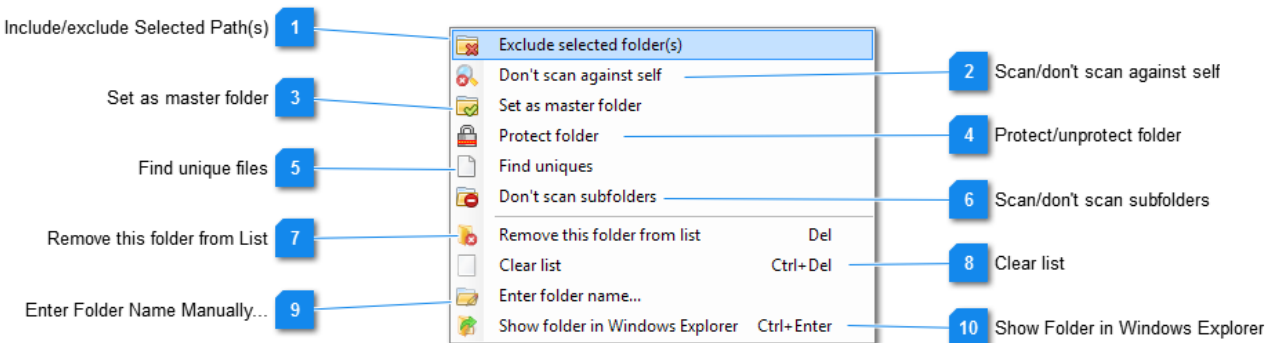 Include/exclude Selected Path(s) 1
Exclude selected folder(s)
Don't scan against self
2 Scan/don't scan against self
Set as master folder 3
Set as master folder
Protect folder
4 Protect/unprotect folder
Find unique files 5
Find uniques
Don't scan subfolders
6 Scan/don't scan subfolders
Remove this folder from List 7
Remove this folder from list Del
Clear list Ctrl+Del
8 Clear list
Enter Folder Name Manually... 9
Enter folder name...
Show folder in Windows Explorer Ctrl+Enter
10 Show Folder in Windows Explorer